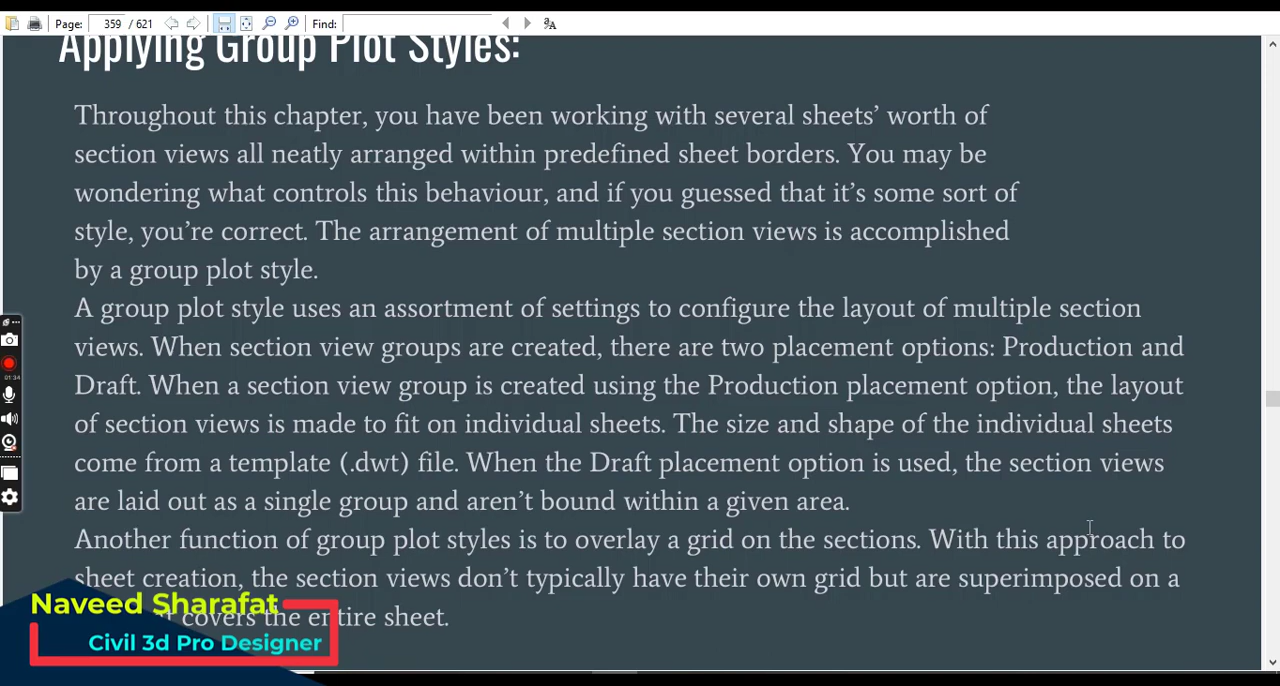 Page: 359 / 621 Find:
Applying Group Plot Styles:
Throughout this chapter, you have been working with several sheets’ worth of
section views all neatly arranged within predefined sheet borders. You may be
wondering what controls this behaviour, and if you guessed that it’s some sort of
style, you’re correct. The arrangement of multiple section views is accomplished
by a group plot style.
A group plot style uses an assortment of settings to configure the layout of multiple section
views. When section view groups are created, there are two placement options: Production and
Draft. When a section view group is created using the Production placement option, the layout
of section views is made to fit on individual sheets. The size and shape of the individual sheets
come from a template (.dwt) file. When the Draft placement option is used, the section views
are laid out as a single group and aren’t bound within a given area.
Another function of group plot styles is to overlay a grid on the sections. With this approach to
sheet creation, the section views don’t typically have their own grid but are superimposed on a
covers the entire sheet.
01:34
Naveed Sharafat
Civil 3d Pro Designer